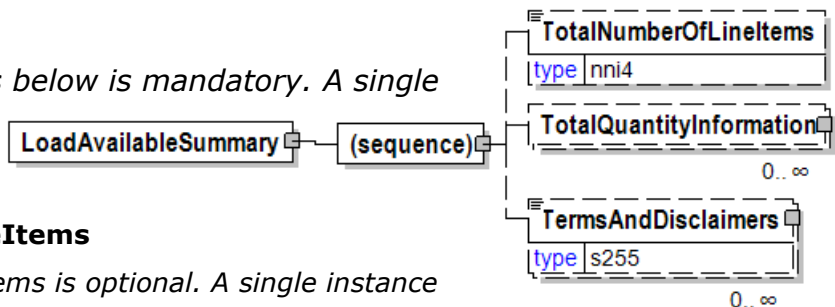 TotalNumberOfLineItems
type nni4
s below is mandatory. A single
LoadAvailableSummary
(sequence)
TotalQuantityInformation
0.. ∞
TermsAndDisclaimers
type s255
0.. ∞
eItems
ems is optional. A single instance